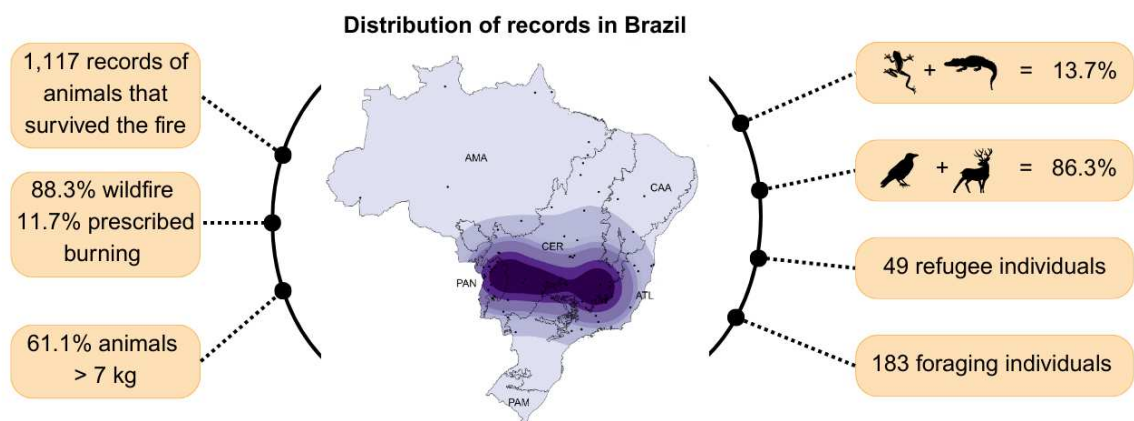 Distribution of records in Brazil
1,117 records of
animals that
survived the fire
88.3% wildfire
11.7% prescribed
burning
61.1% animals
> 7 kg
AMA
CAA
CER
PAN
ATL
PAM
+ = 13.7%
+ = 86.3%
49 refugee individuals
183 foraging individuals